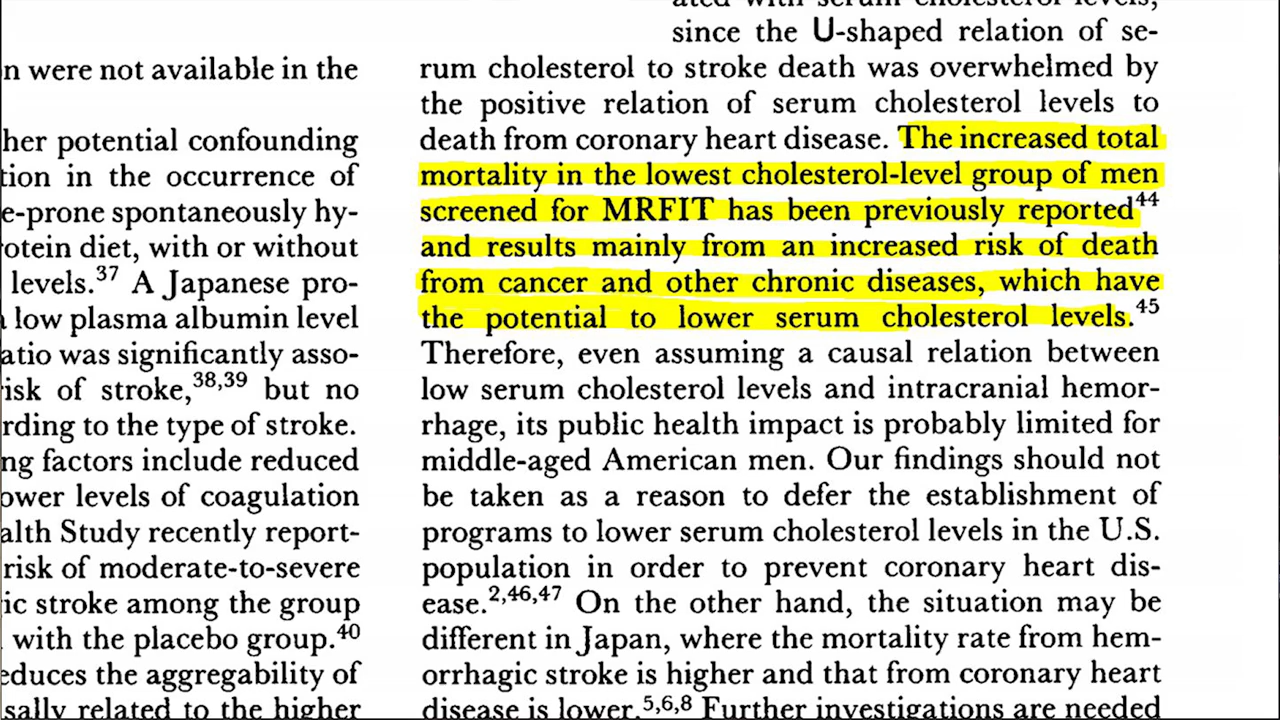 n were not available in the
her potential confounding
tion in the occurrence of
e-prone spontaneously hy-
rotein diet, with or without
levels.37 A Japanese pro-
low plasma albumin level
atio was significantly asso-
risk of stroke,38,39 but no
rding to the type of stroke.
ng factors include reduced
ower levels of coagulation
alth Study recently report-
risk of moderate-to-severe
ic stroke among the group
with the placebo group.40
educes the aggregability of
sally related to the higher
ated with serum cholesterol levels,
since the U-shaped relation of se-
rum cholesterol to stroke death was overwhelmed by
the positive relation of serum cholesterol levels to
death from coronary heart disease. The increased total
mortality in the lowest cholesterol-level group of men
screened for MRFIT has been previously reported44
and results mainly from an increased risk of death
from cancer and other chronic diseases, which have
the potential to lower serum cholesterol levels.45
Therefore, even assuming a causal relation between
low serum cholesterol levels and intracranial hemor-
rhage, its public health impact is probably limited for
middle-aged American men. Our findings should not
be taken as a reason to defer the establishment of
programs to lower serum cholesterol levels in the U.S.
population in order to prevent coronary heart dis-
ease.2,46,47 On the other hand, the situation may be
different in Japan, where the mortality rate from hem-
orrhagic stroke is higher and that from coronary heart
disease is lower.5,6,8 Further investigations are needed